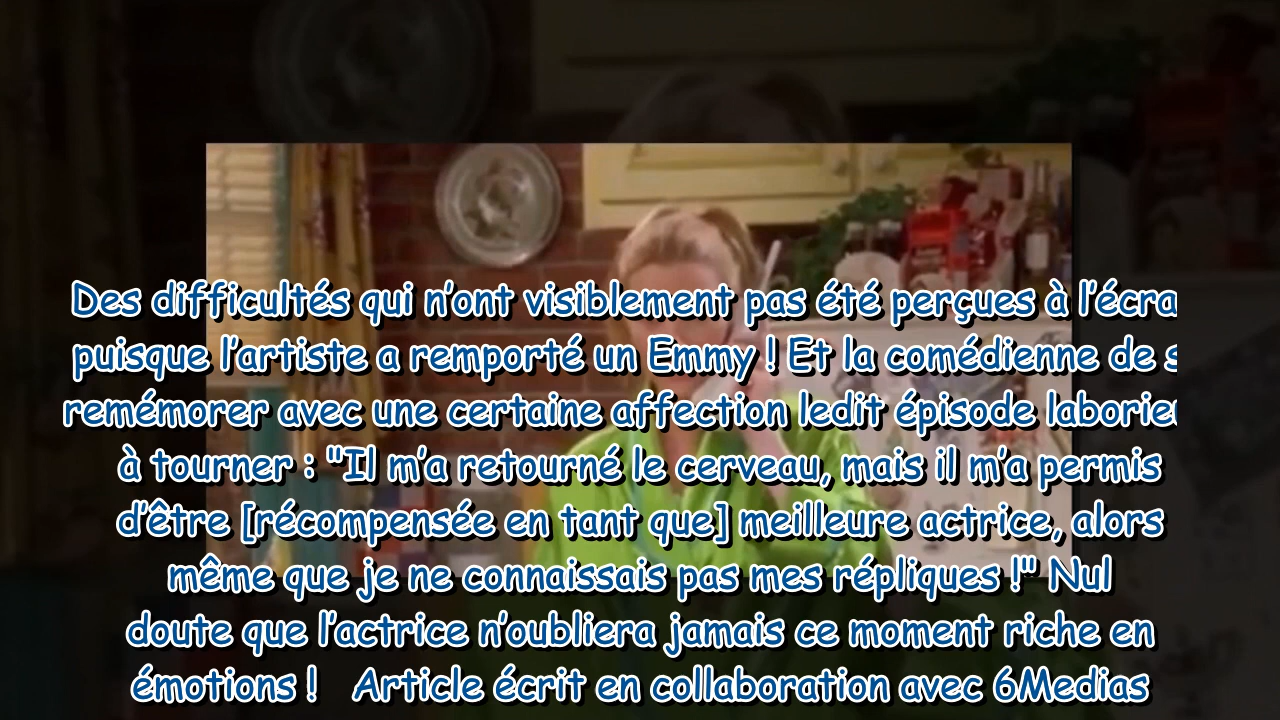 Des difficultés qui n'ont visiblement pas été perçues à l'écra
puisque l'artiste a remporté un Emmy ! Et la comédienne de s
remémorer avec une certaine affection ledit épisode laborieu
à tourner : "Il m'a retourné le cerveau, mais il m'a permis
d'être [récompensée en tant que] meilleure actrice, alors
même que je ne connaissais pas mes répliques !" Nul
doute que l'actrice n'oubliera jamais ce moment riche en
émotions ! Article écrit en collaboration avec 6Medias